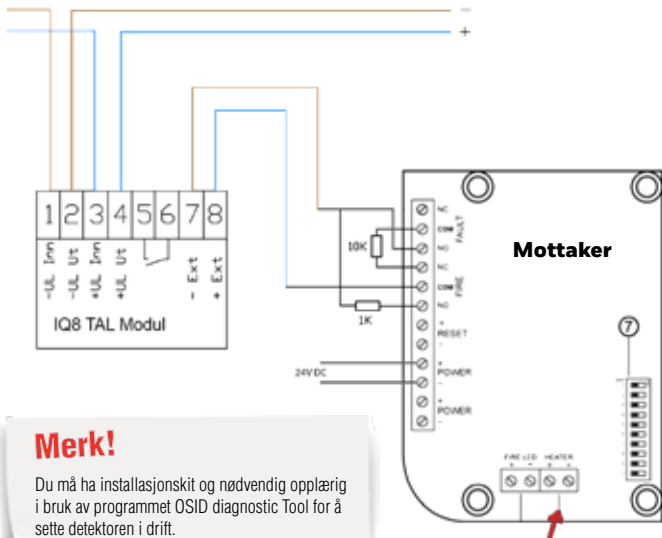 −
+
1 2 3 4 5 6 7 8
-UL Inn
-UL Ut
+UL Inn
+UL Ut
- Ext
+ Ext
IQ8 TAL Modul
Mottaker
NC
COM
NO
FAULT
NC
COM
NO
FIRE
10K
1K
+
RESET
-
24V DC
+
POWER
-
+
POWER
-
7
FIRE LED HEATER
+ -
Merk!
Du må ha installasjonskit og nødvendig opplærig
i bruk av programmet OSID diagnostic Tool for å
sette detektoren i drift.